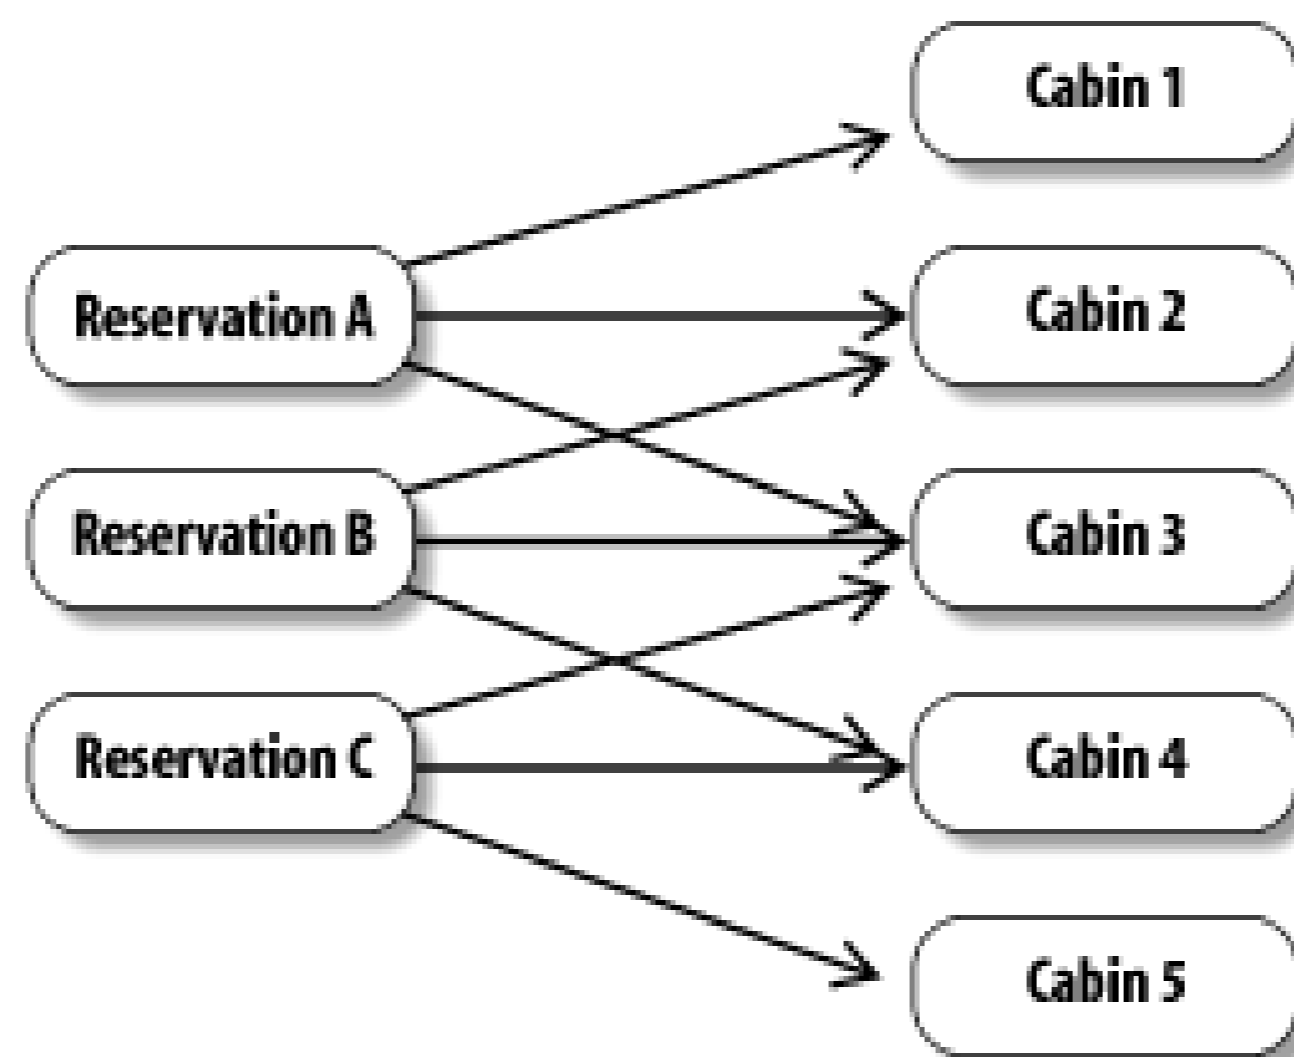 Cabin 1
Reservation A
Cabin 2
Reservation B
Cabin 3
Reservation C
Cabin 4
Cabin 5